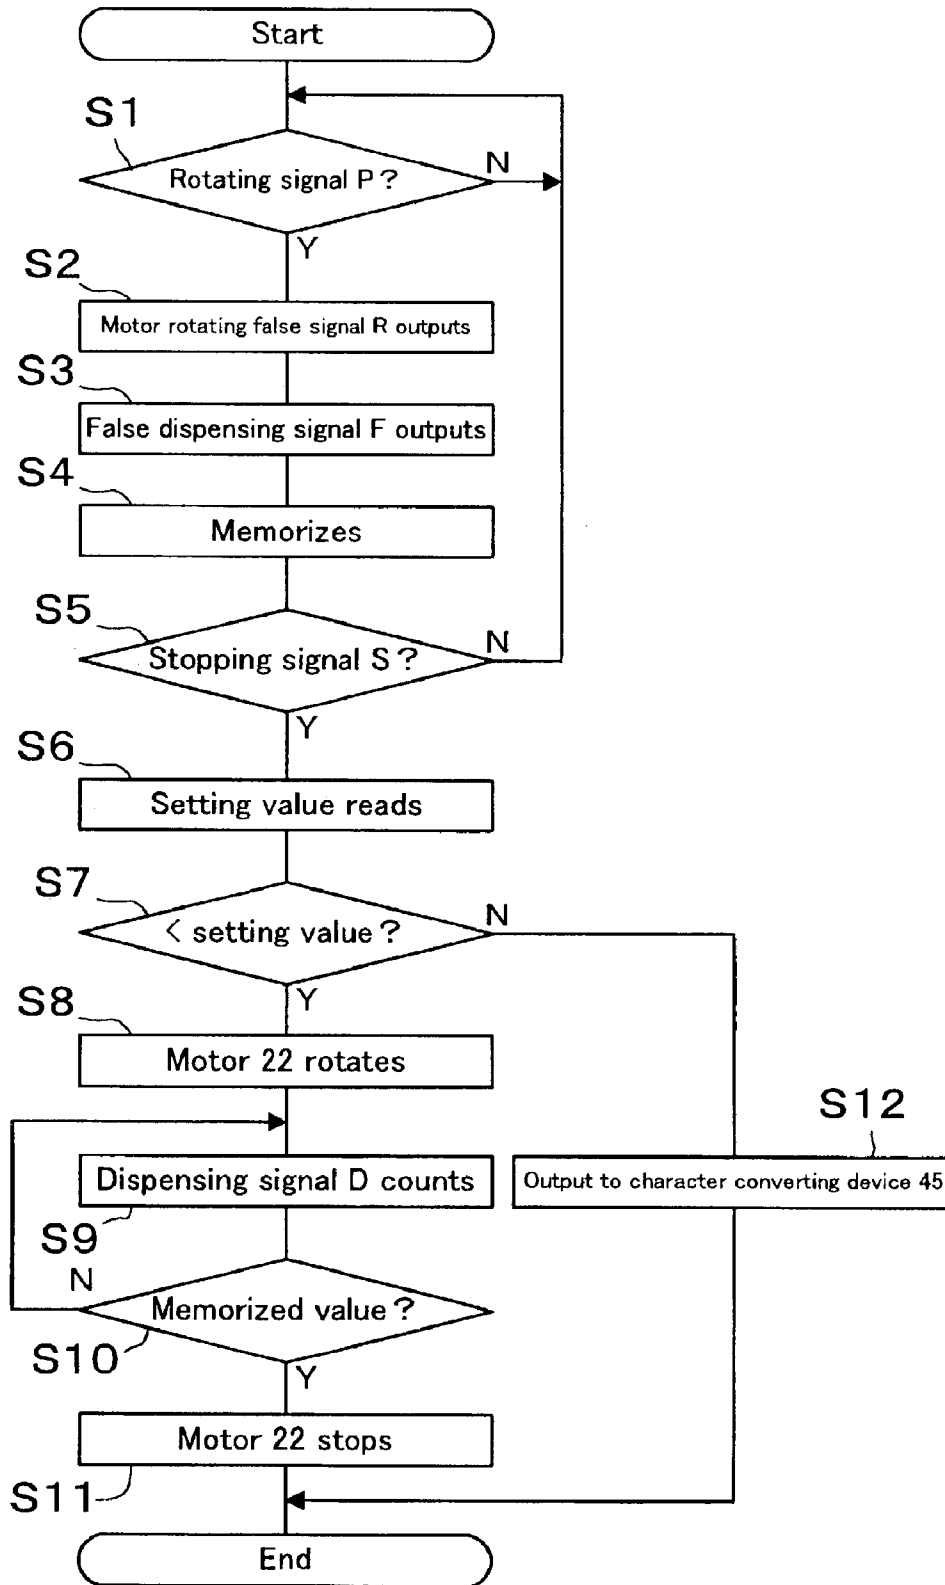 Start
S1
Rotating signal P?
N
Y
S2
Motor rotating false signal R outputs
S3
False dispensing signal F outputs
S4
Memorizes
S5
Stopping signal S?
N
Y
S6
Setting value reads
S7
< setting value?
N
Y
S8
Motor 22 rotates
S12
Dispensing signal D counts
Output to character converting device 45
S9
N
Memorized value?
S10
Y
Motor 22 stops
S11
End